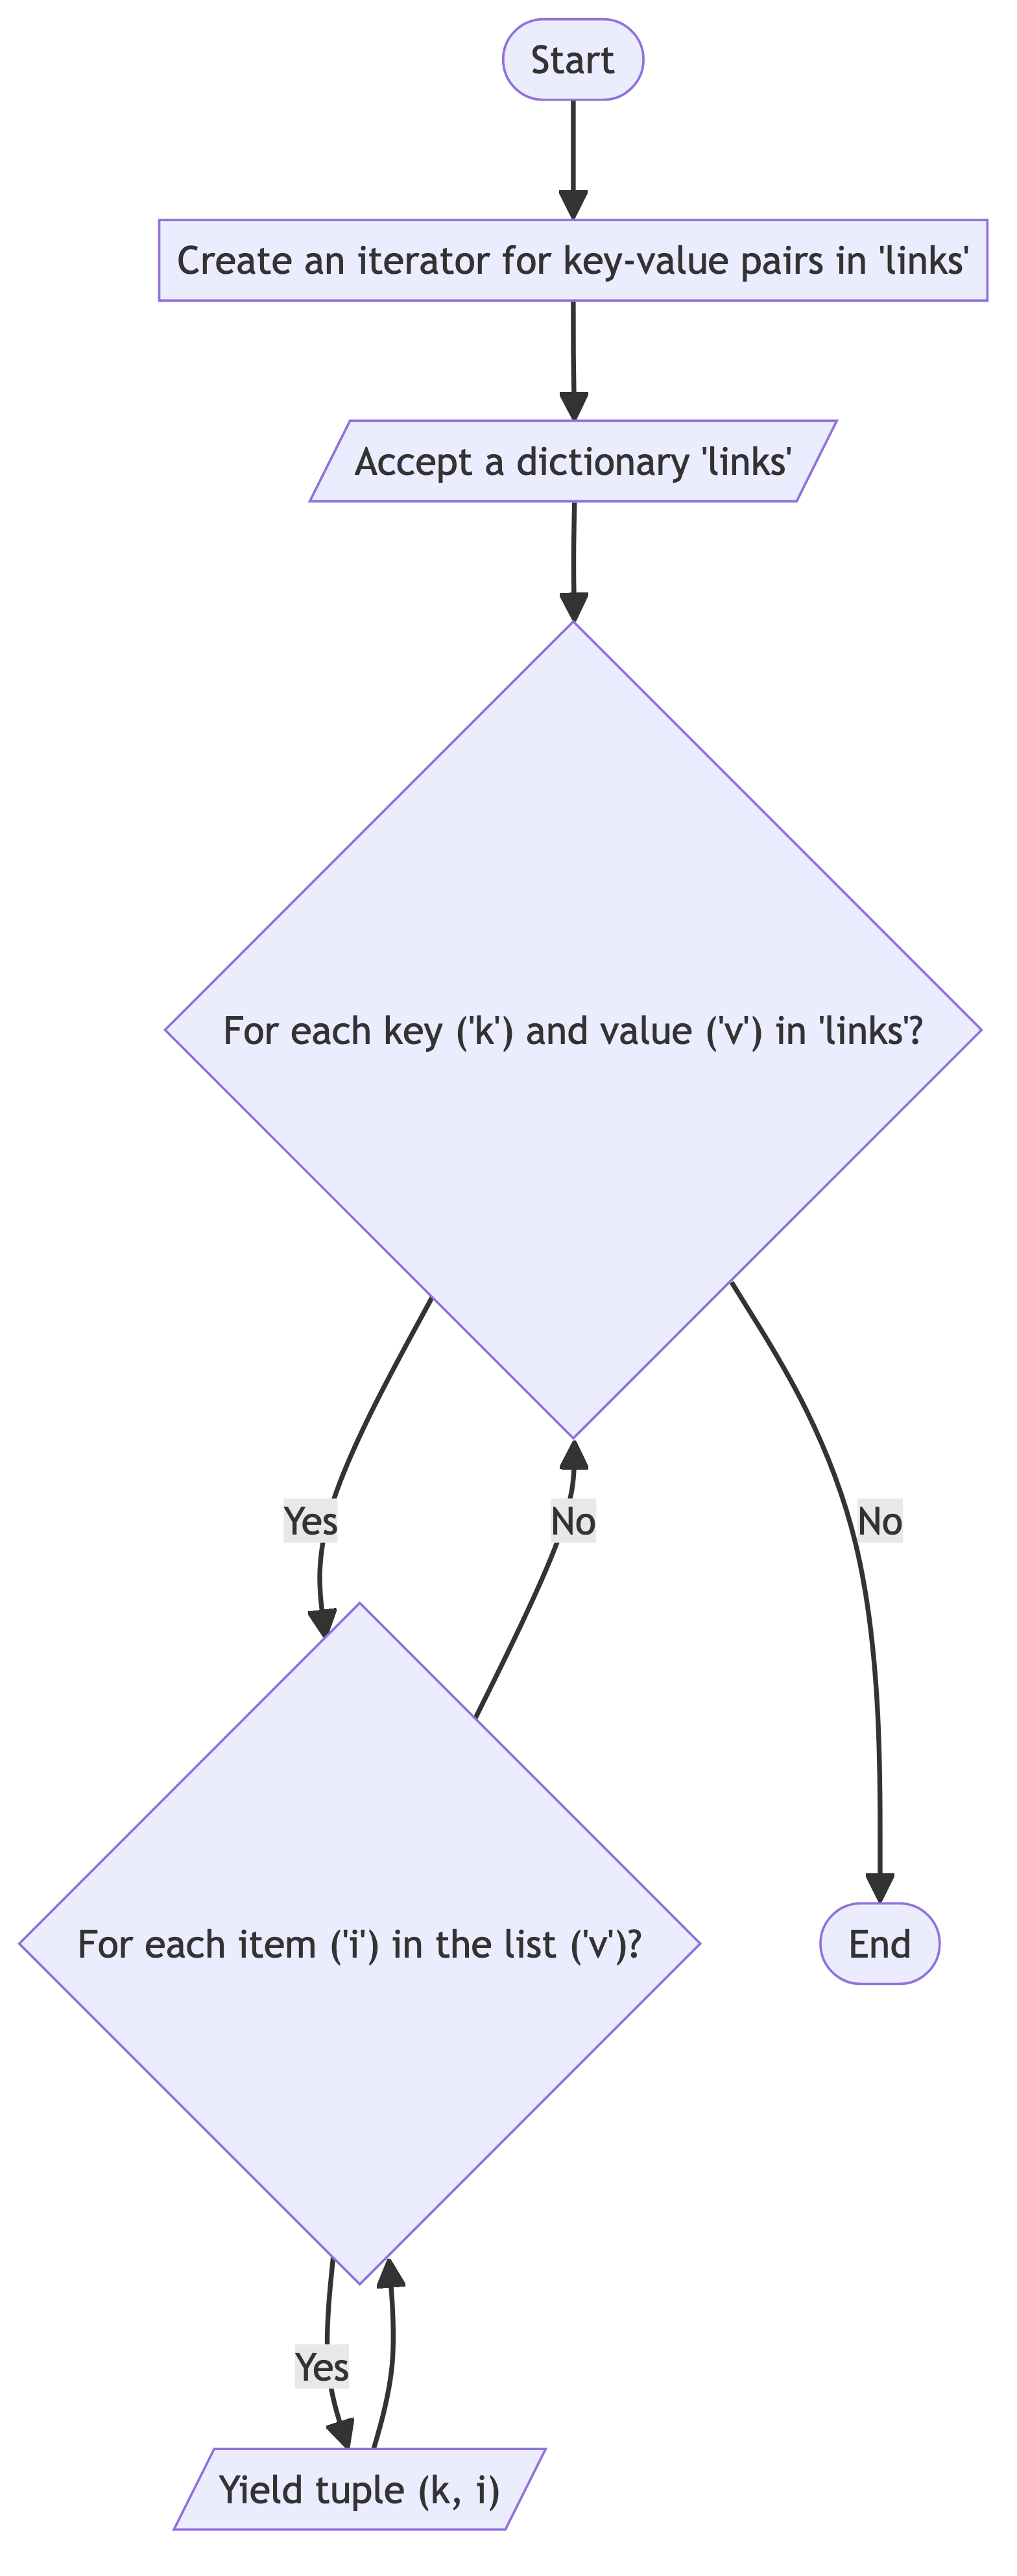 Start
Create an iterator for key-value pairs in 'links'
Accept a dictionary 'links'
For each key ('k') and value ('v') in 'links'?
Yes
No
No
For each item ('i') in the list ('v')?
End
Yes
Yield tuple (k, i)